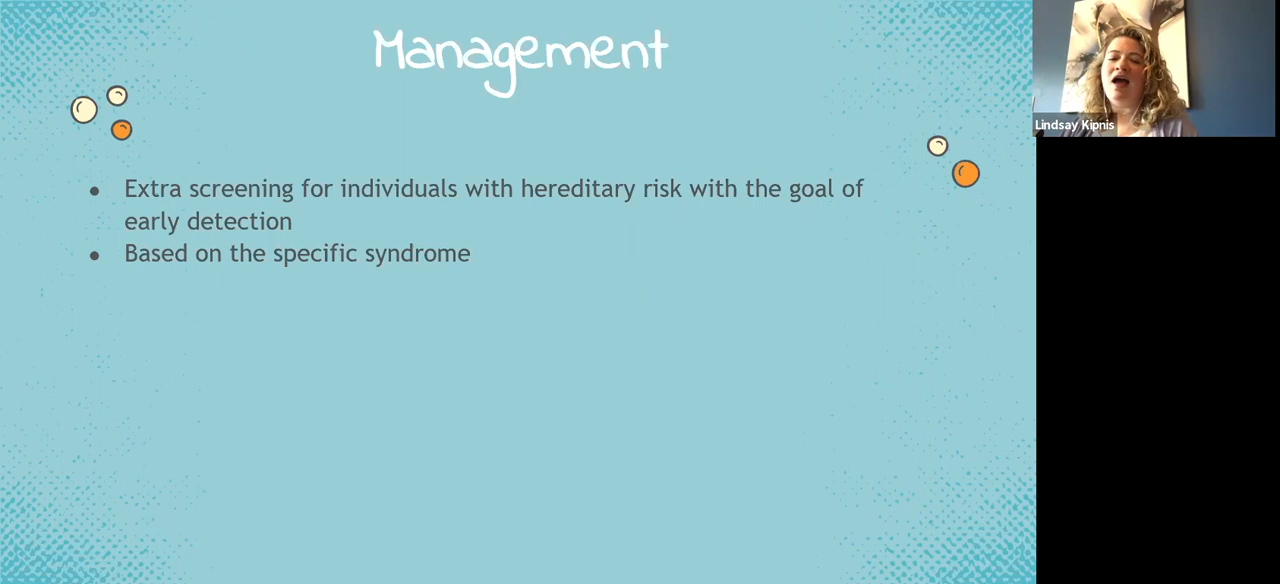 Management
Lindsay Kipnis
● Extra screening for individuals with hereditary risk with the goal of
early detection
● Based on the specific syndrome